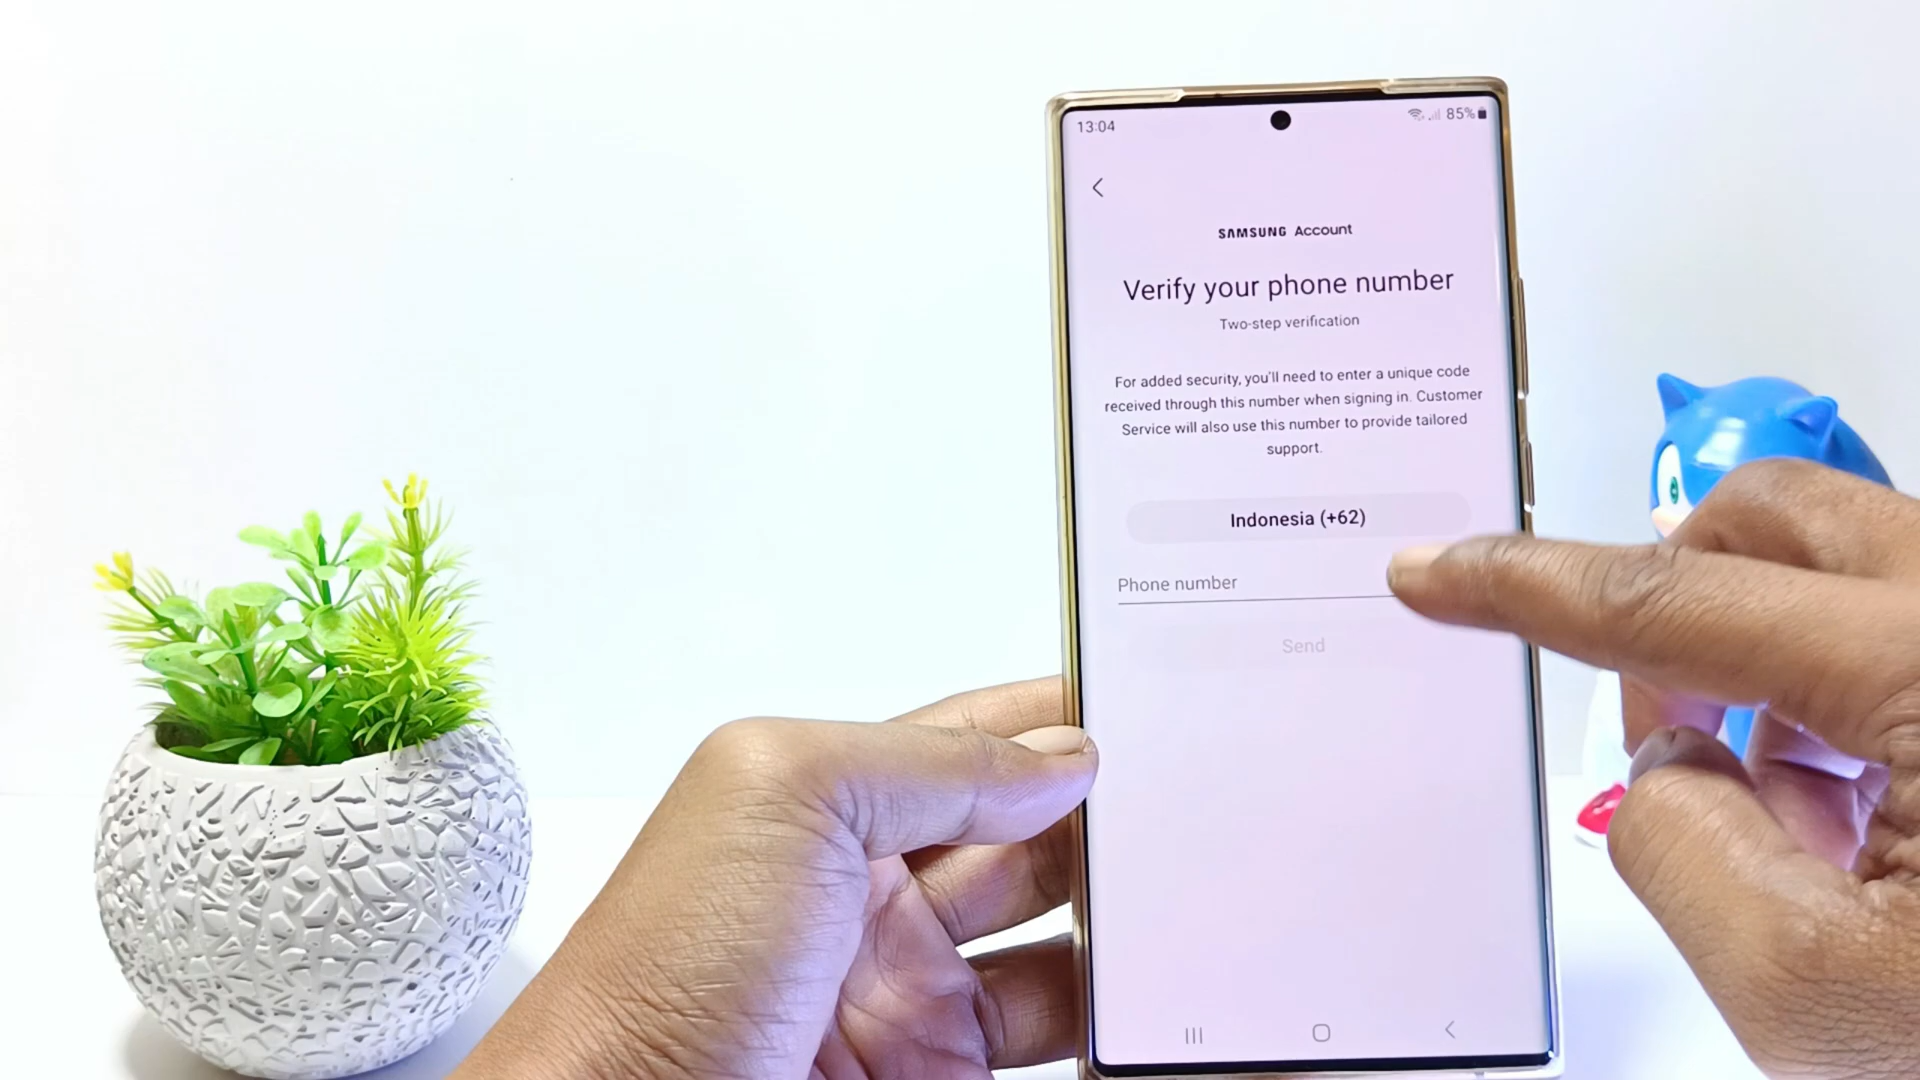 13:04
85%
SAMSUNG Account
Verify your phone number
Two-step verification
For added security, you'll need to enter a unique code
received through this number when signing in. Customer
Service will also use this number to provide tailored
support.
Indonesia (+62)
Phone number
Send